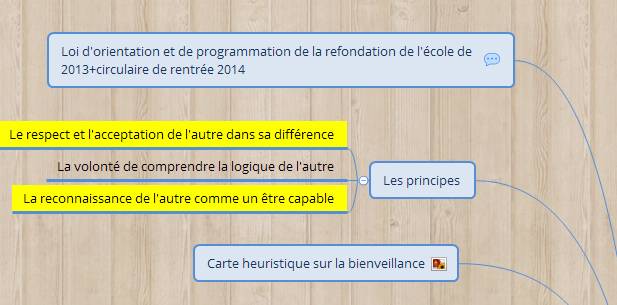 Loi d'orientation et de programmation de la refondation de l'école de
2013+circulaire de rentrée 2014
Le respect et l'acceptation de l'autre dans sa différence
La volonté de comprendre la logique de l'autre
La reconnaissance de l'autre comme un être capable
Les principes
Carte heuristique sur la bienveillance